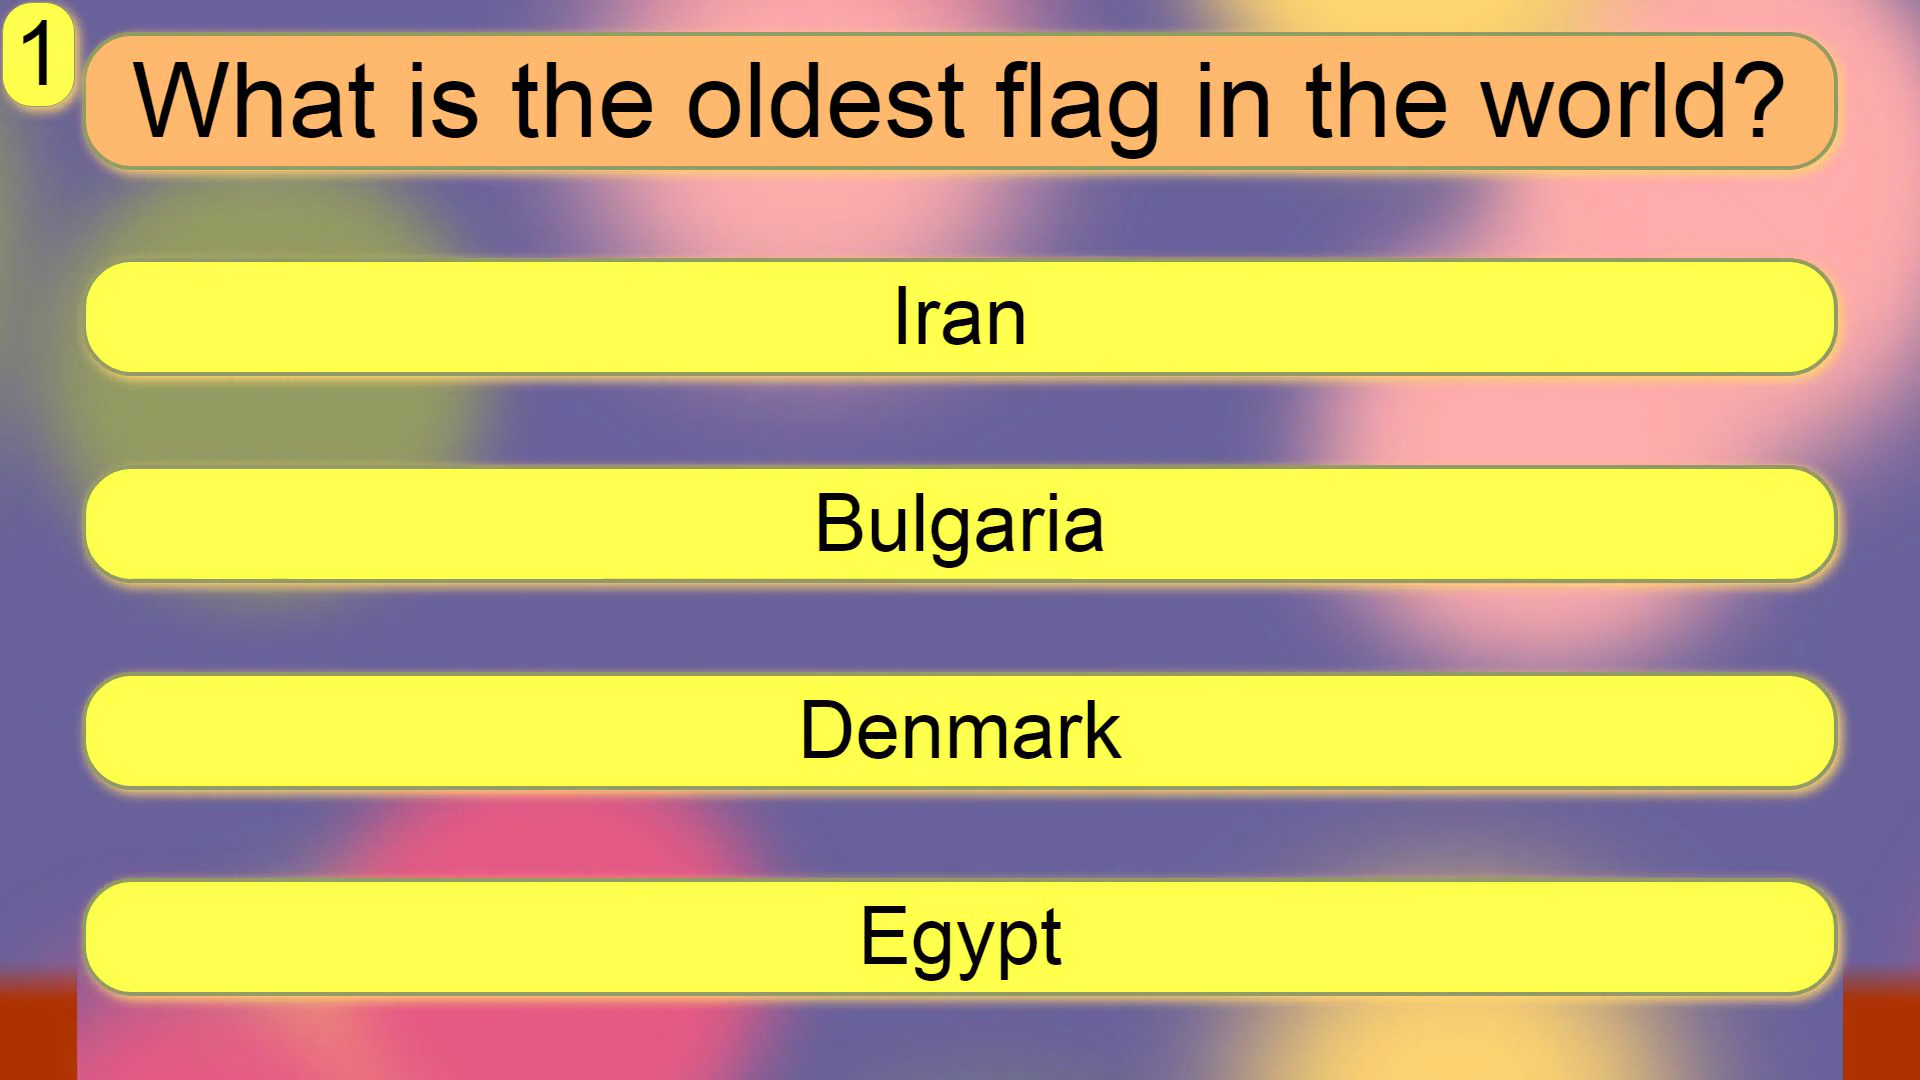 1
What is the oldest flag in the world?
Iran
Bulgaria
Denmark
Egypt